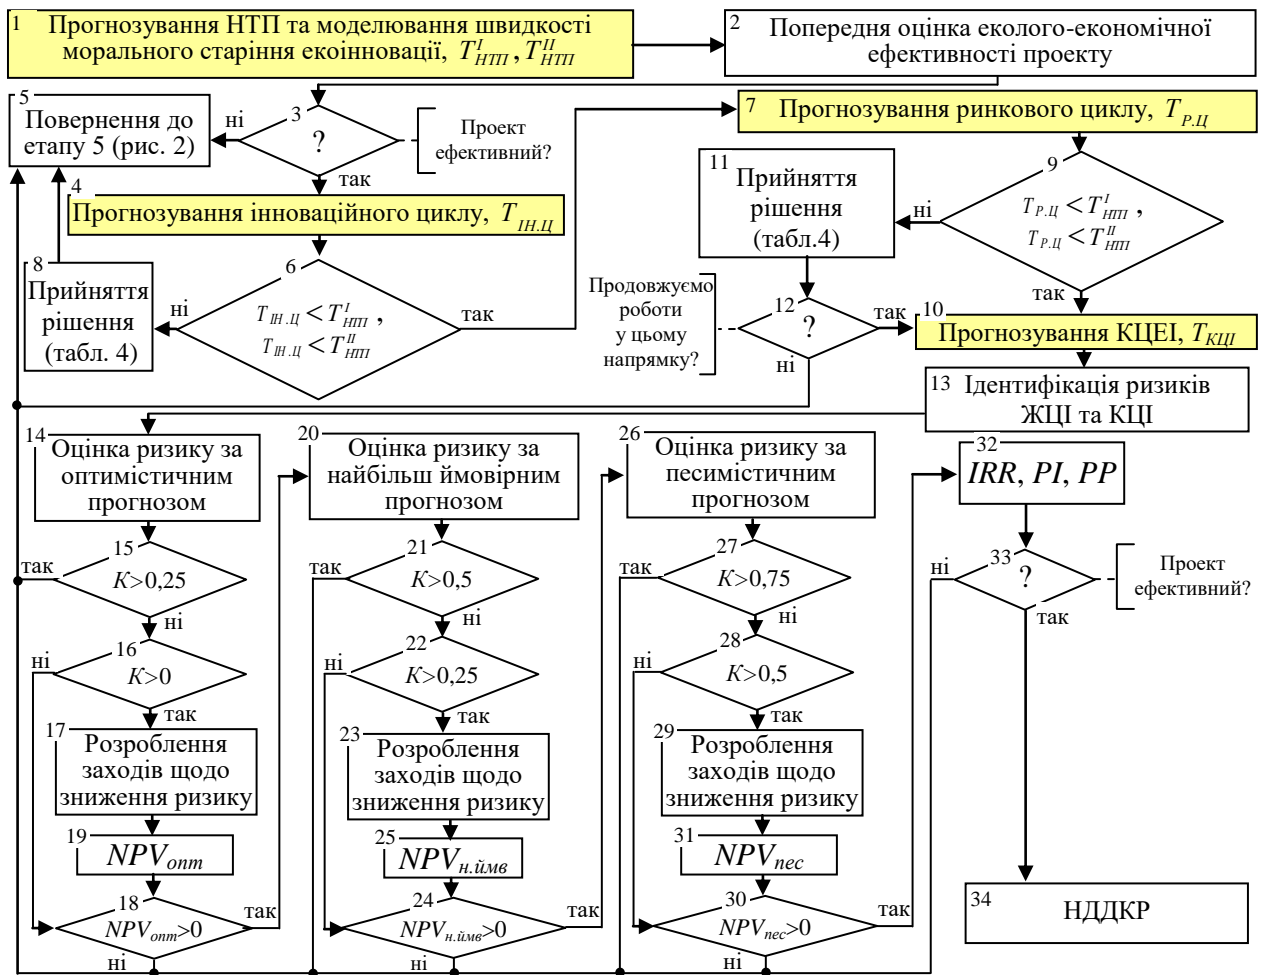 1
Прогнозування НТП та моделювання швидкості
морального старіння екоінновації, T^I_НТП, T^II_НТП
2
Попередня оцінка еколого-економічної
ефективності проекту
3
?
ні
так
Проект
ефективний?
5
Повернення до
етапу 5 (рис. 2)
4
Прогнозування інноваційного циклу, T_ІН.Ц
6
T_ІН.Ц < T^I_НТП ,
T_ІН.Ц < T^II_НТП
ні
так
8
Прийняття
рішення
(табл. 4)
7
Прогнозування ринкового циклу, T_Р.Ц
9
T_Р.Ц < T^I_НТП ,
T_Р.Ц < T^II_НТП
ні
так
11
Прийняття
рішення
(табл.4)
12
?
так
ні
Продовжуємо
роботи
у цьому
напрямку?
10
Прогнозування КЦЕІ, T_КЦІ
13
Ідентифікація ризиків
ЖЦІ та КЦІ
14
Оцінка ризику за
оптимістичним
прогнозом
15
К>0,25
так
ні
16
К>0
ні
так
17
Розроблення
заходів щодо
зниження ризику
19
NPV_опт
18
NPV_опт>0
так
ні
20
Оцінка ризику за
найбільш ймовірним
прогнозом
21
К>0,5
так
ні
22
К>0,25
ні
так
23
Розроблення
заходів щодо
зниження ризику
25
NPV_н.ймв
24
NPV_н.ймв>0
так
ні
26
Оцінка ризику за
песимістичним
прогнозом
27
К>0,75
так
ні
28
К>0,5
ні
так
29
Розроблення
заходів щодо
зниження ризику
31
NPV_пес
30
NPV_пес>0
так
ні
32
IRR, PI, PP
33
?
ні
так
Проект
ефективний?
34
НДДКР